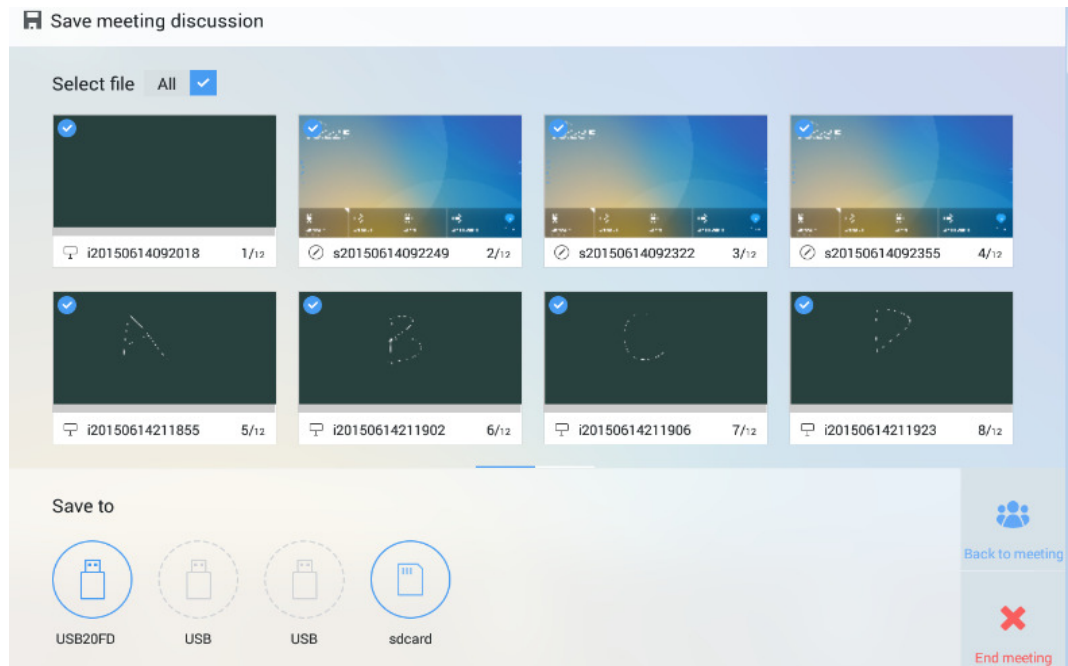 Save meeting discussion
Select file All
i20150614092018 1/12
s20150614092249 2/12
s20150614092322 3/12
s20150614092355 4/12
A
B
C
D
i20150614211855 5/12
i20150614211902 6/12
i20150614211906 7/12
i20150614211923 8/12
Save to
USB20FD
USB
USB
sdcard
Back to meeting
End meeting